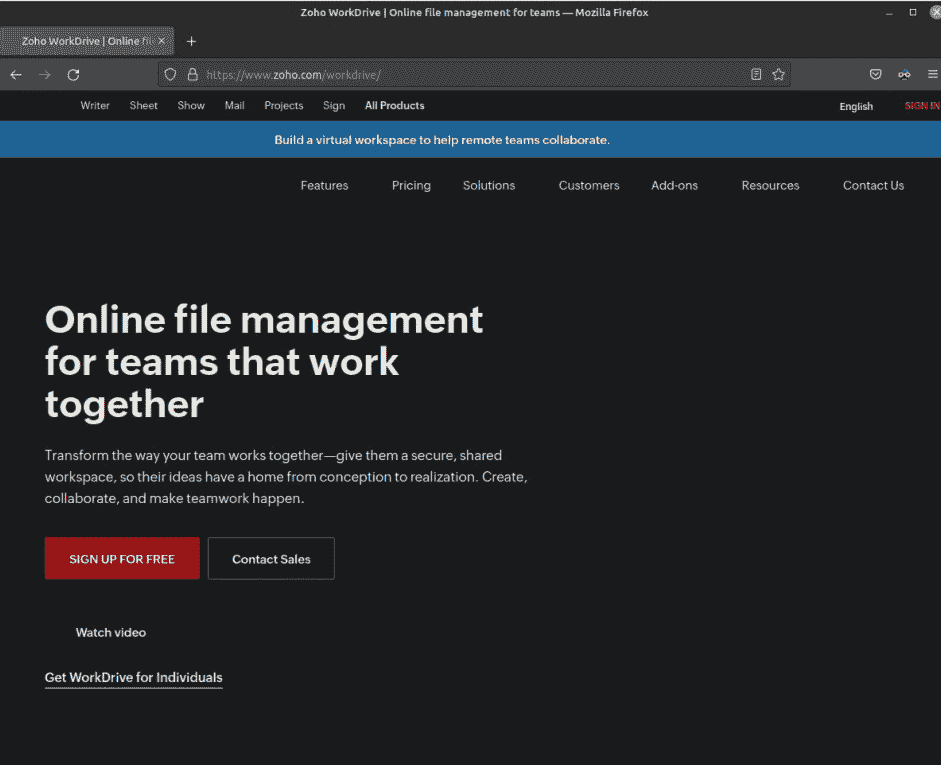 Zoho WorkDrive | Online file management for teams — Mozilla Firefox
Zoho WorkDrive | Online file
https://www.zoho.com/workdrive/
Writer Sheet Show Mail Projects Sign All Products English SIGN IN
Build a virtual workspace to help remote teams collaborate.
Features Pricing Solutions Customers Add-ons Resources Contact Us
Online file management
for teams that work
together
Transform the way your team works together—give them a secure, shared
workspace, so their ideas have a home from conception to realization. Create,
collaborate, and make teamwork happen.
SIGN UP FOR FREE Contact Sales
Watch video
Get WorkDrive for Individuals